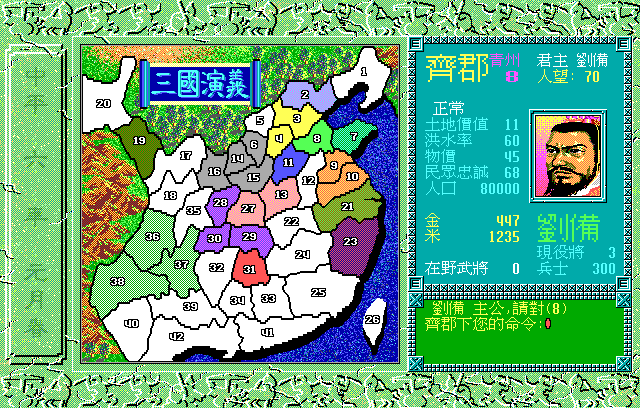 三國演義
中平
六
年
元月春
1
2
3
4
5
6
7
8
9
10
11
12
13
14
15
16
17
18
19
20
21
22
23
24
25
26
27
28
29
30
31
32
33
34
35
36
37
38
39
40
41
42
齊郡 青州 8
君主 劉備
人望: 70
正常
土地價值 11
洪水率 60
物價 45
民眾忠誠 68
人口 80000
金 447
米 1235
劉備
現役將 3
在野武將 0
兵士 300
劉備 主公,請對(8)
齊郡下您的命令:0